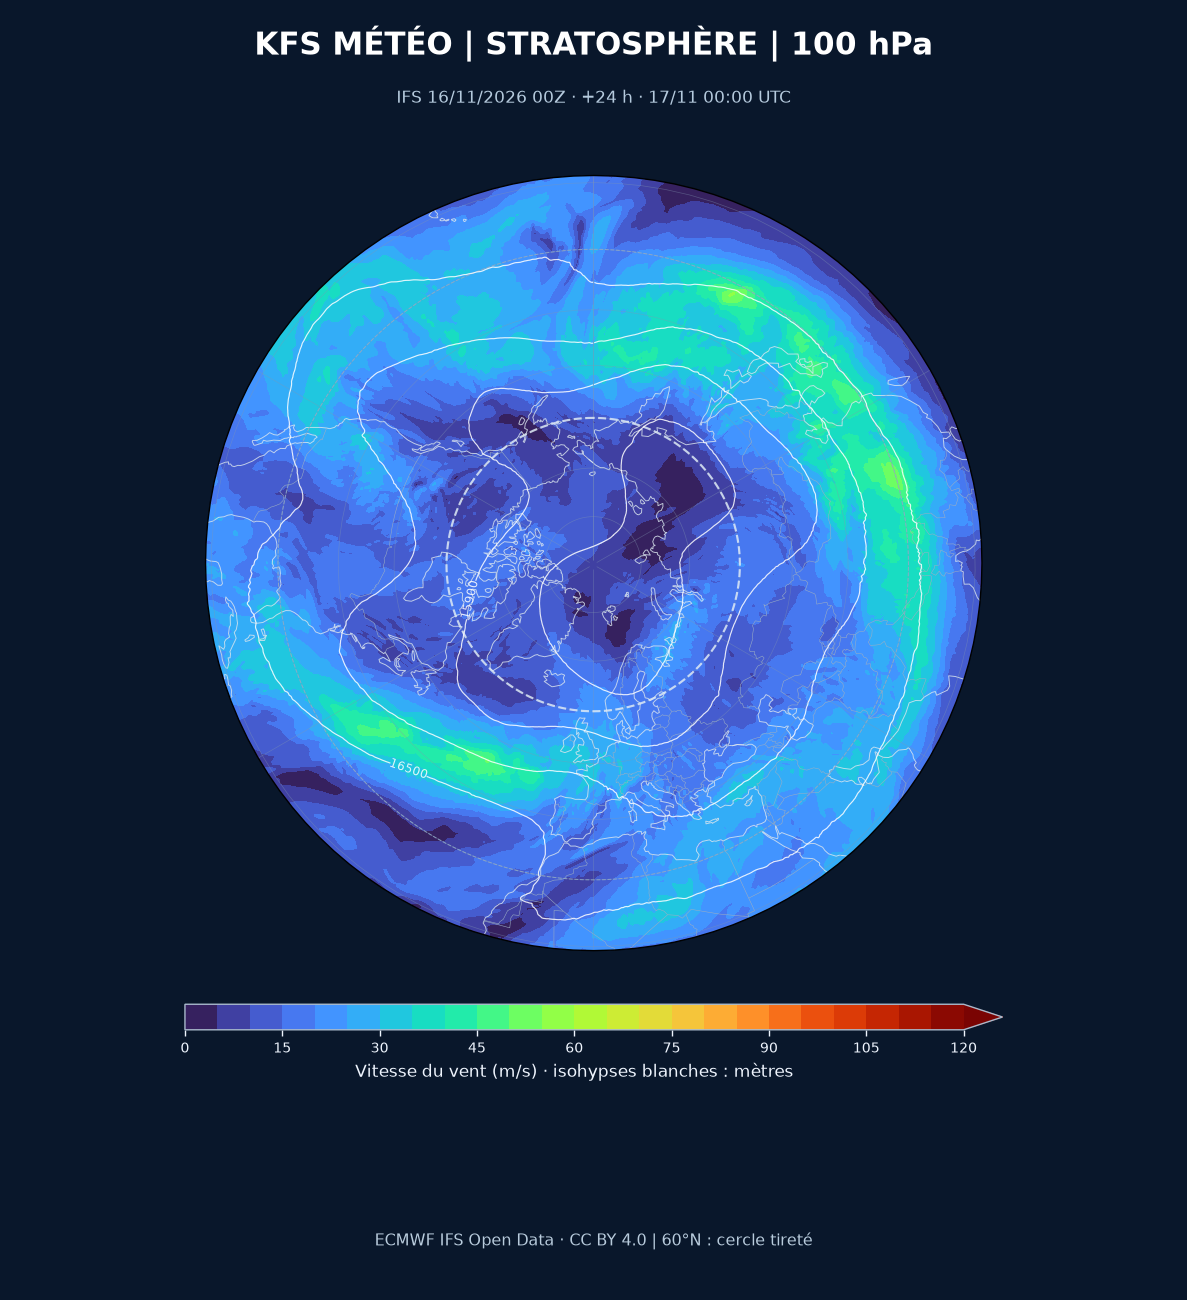 KFS MÉTÉO | STRATOSPHÈRE | 100 hPa
IFS 16/11/2026 00Z · +24 h · 17/11 00:00 UTC
15900
16500
0 15 30 45 60 75 90 105 120
Vitesse du vent (m/s) · isohypses blanches : mètres
ECMWF IFS Open Data · CC BY 4.0 | 60°N : cercle tireté